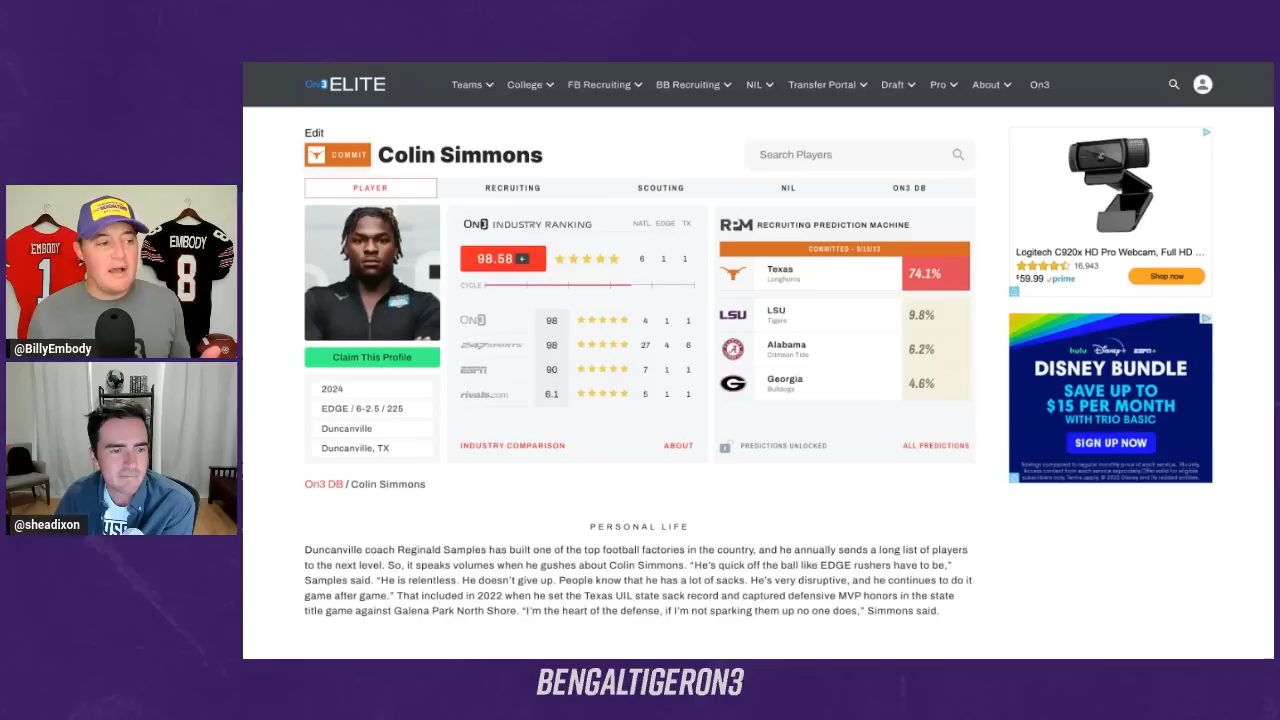 On3 ELITE
Teams College FB Recruiting BB Recruiting NIL Transfer Portal Draft Pro About On3
Edit
COMMIT Colin Simmons
Search Players
PLAYER RECRUITING SCOUTING NIL ON3 DB
On3 INDUSTRY RANKING NATL EDGE TX
98.58 + 6 1 1
CYCLE
On3 98 4 1 1
247SPORTS 98 27 4 6
ESPN 90 7 1 1
rivals.com 6.1 5 1 1
INDUSTRY COMPARISON ABOUT
Claim This Profile
2024
EDGE / 6-2.5 / 225
Duncanville
Duncanville, TX
RPM RECRUITING PREDICTION MACHINE
COMMITTED - 8/10/23
Texas 74.1%
Longhorns
LSU LSU 9.8%
Tigers
Alabama 6.2%
Crimson Tide
G Georgia 4.6%
Bulldogs
PREDICTIONS UNLOCKED ALL PREDICTIONS
On3 DB / Colin Simmons
PERSONAL LIFE
Duncanville coach Reginald Samples has built one of the top football factories in the country, and he annually sends a long list of players
to the next level. So, it speaks volumes when he gushes about Colin Simmons. “He’s quick off the ball like EDGE rushers have to be,”
Samples said. “He is relentless. He doesn’t give up. People know that he has a lot of sacks. He’s very disruptive, and he continues to do it
game after game.” That included in 2022 when he set the Texas UIL state sack record and captured defensive MVP honors in the state
title game against Galena Park North Shore. “I’m the heart of the defense, if I’m not sparking them up no one does,” Simmons said.
Logitech C920x HD Pro Webcam, Full HD ...
16,943
$59.99 prime
Shop now
hulu Disney+ ESPN+
DISNEY BUNDLE
SAVE UP TO
$15 PER MONTH
WITH TRIO BASIC
SIGN UP NOW
EMBODY
1
EMBODY
8
@BillyEmbody
@sheadixon
BENGALTIGERON3